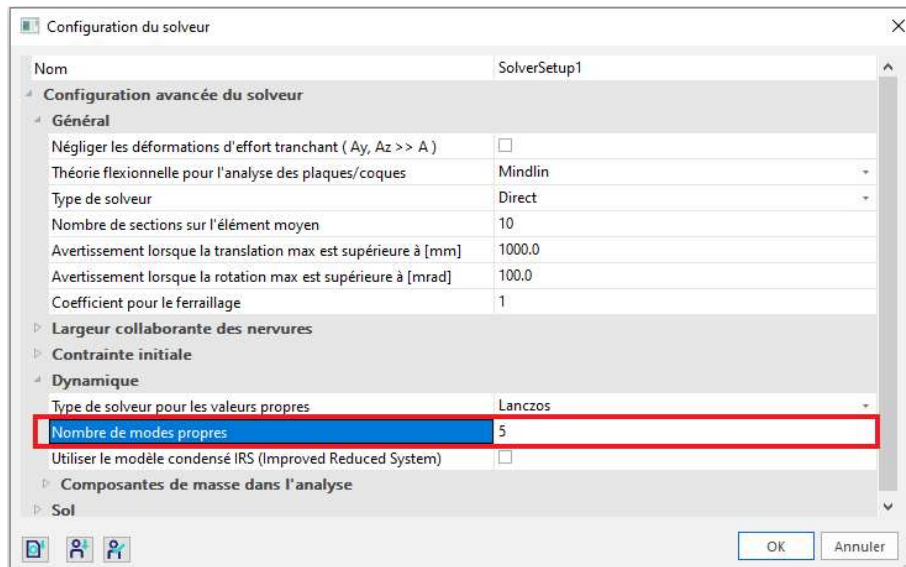 Configuration du solveur
Nom SolverSetup1
Configuration avancée du solveur
Général
Négliger les déformations d'effort tranchant ( Ay, Az >> A )
Théorie flexionnelle pour l'analyse des plaques/coques Mindlin
Type de solveur Direct
Nombre de sections sur l'élément moyen 10
Avertissement lorsque la translation max est supérieure à [mm] 1000.0
Avertissement lorsque la rotation max est supérieure à [mrad] 100.0
Coefficient pour le ferraillage 1
Largeur collaborante des nervures
Contrainte initiale
Dynamique
Type de solveur pour les valeurs propres Lanczos
Nombre de modes propres 5
Utiliser le modèle condensé IRS (Improved Reduced System)
Composantes de masse dans l'analyse
Sol
OK Annuler